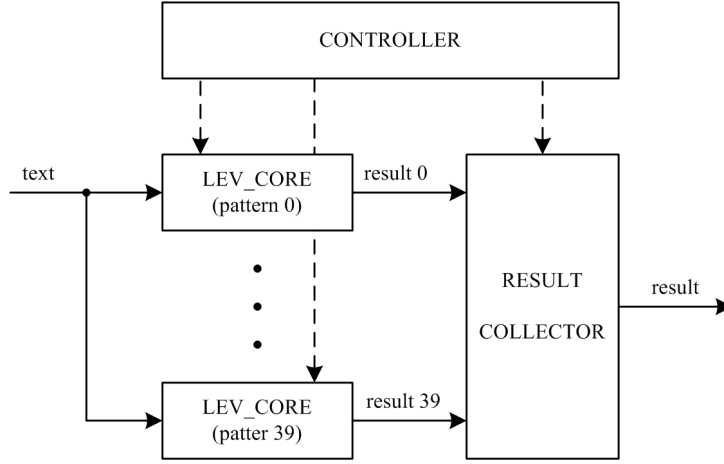 CONTROLLER
text
LEV_CORE
(pattern 0)
result 0
RESULT
COLLECTOR
result
LEV_CORE
(patter 39)
result 39